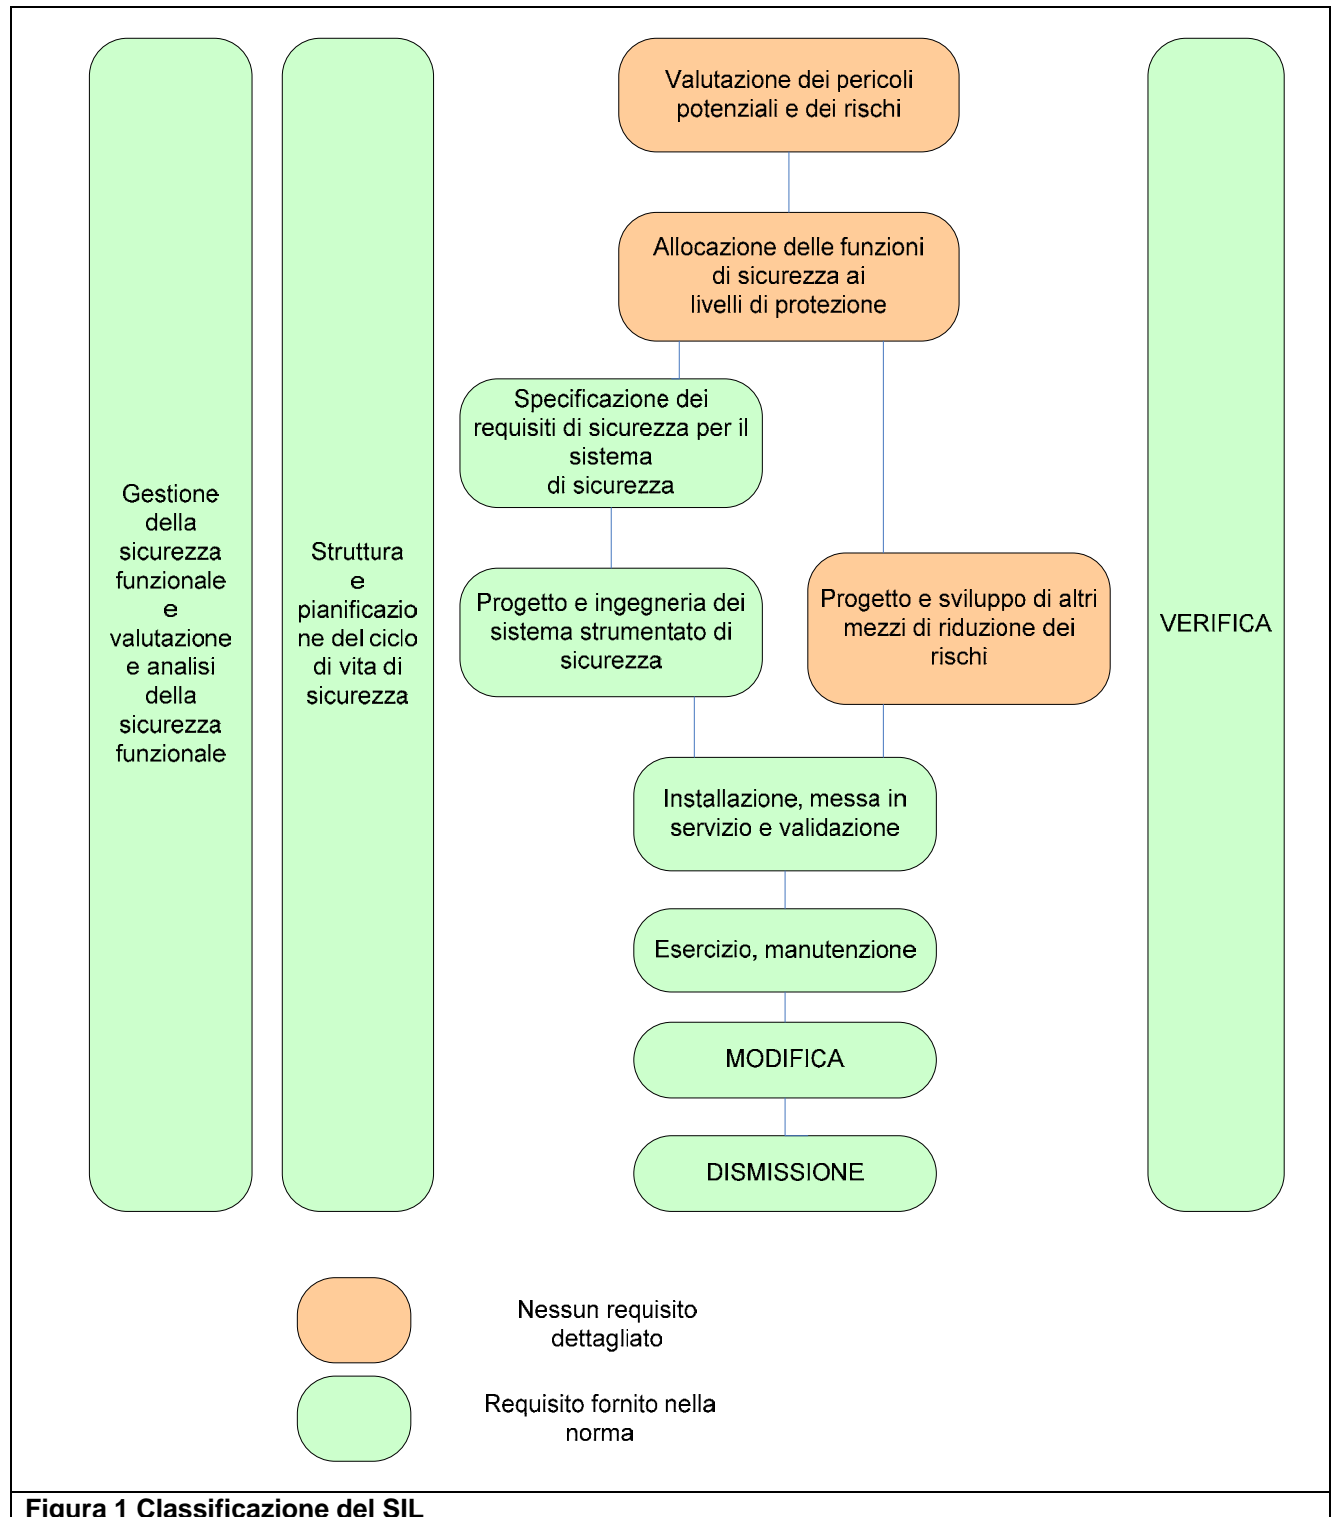 Valutazione dei pericoli
potenziali e dei rischi
Allocazione delle funzioni
di sicurezza ai
livelli di protezione
Specificazione dei
requisiti di sicurezza per il
sistema
di sicurezza
Gestione
della
sicurezza
funzionale
e
valutazione
e analisi
della
sicurezza
funzionale
Struttura
e
pianificazio
ne del ciclo
di vita di
sicurezza
Progetto e ingegneria dei
sistema strumentato di
sicurezza
Progetto e sviluppo di altri
mezzi di riduzione dei
rischi
VERIFICA
Installazione, messa in
servizio e validazione
Esercizio, manutenzione
MODIFICA
DISMISSIONE
Nessun requisito
dettagliato
Requisito fornito nella
norma
Figura 1 Classificazione del SIL